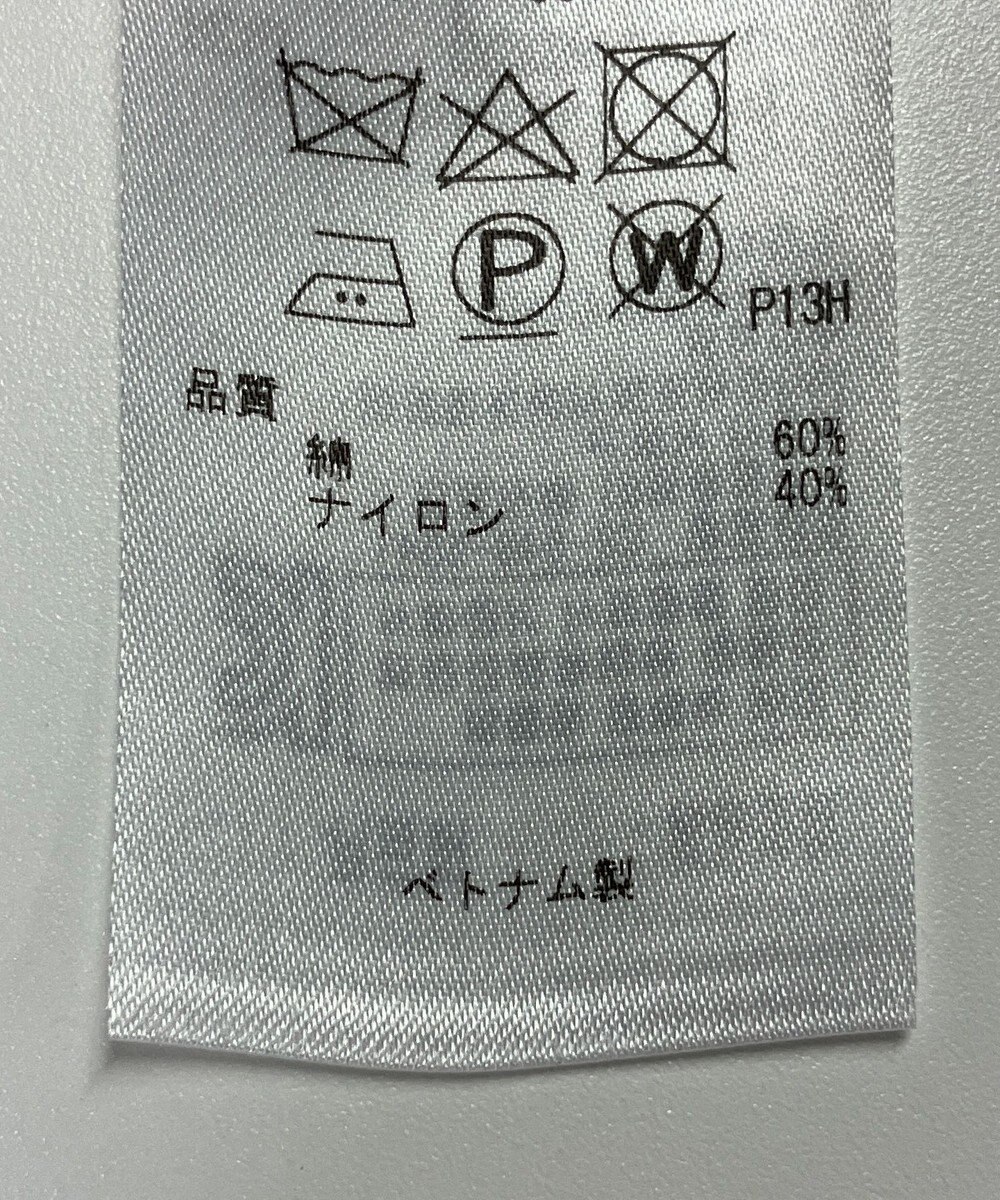 P
W
P13H
品質
綿 60%
ナイロン 40%
ベトナム製